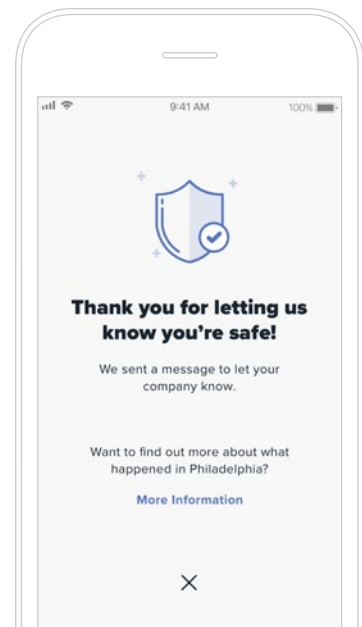 9:41 AM
100%
Thank you for letting us
know you’re safe!
We sent a message to let your
company know.
Want to find out more about what
happened in Philadelphia?
More Information